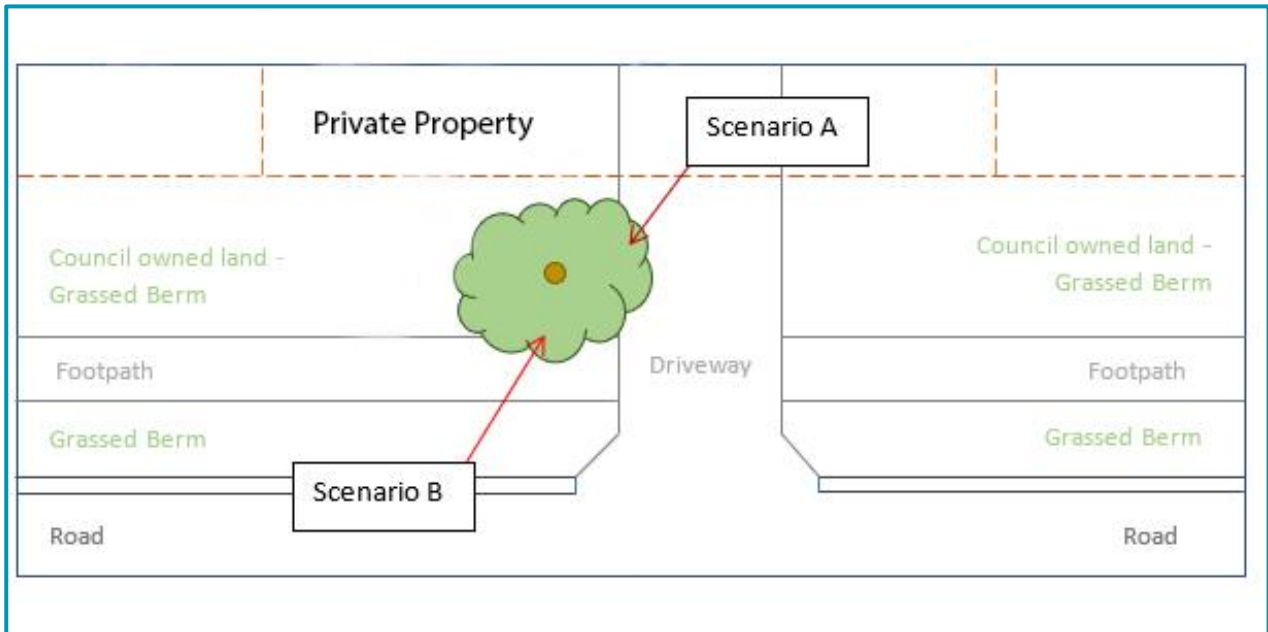 Private Property
Scenario A
Council owned land -
Grassed Berm
Council owned land -
Grassed Berm
Footpath
Driveway
Footpath
Grassed Berm
Grassed Berm
Scenario B
Road
Road